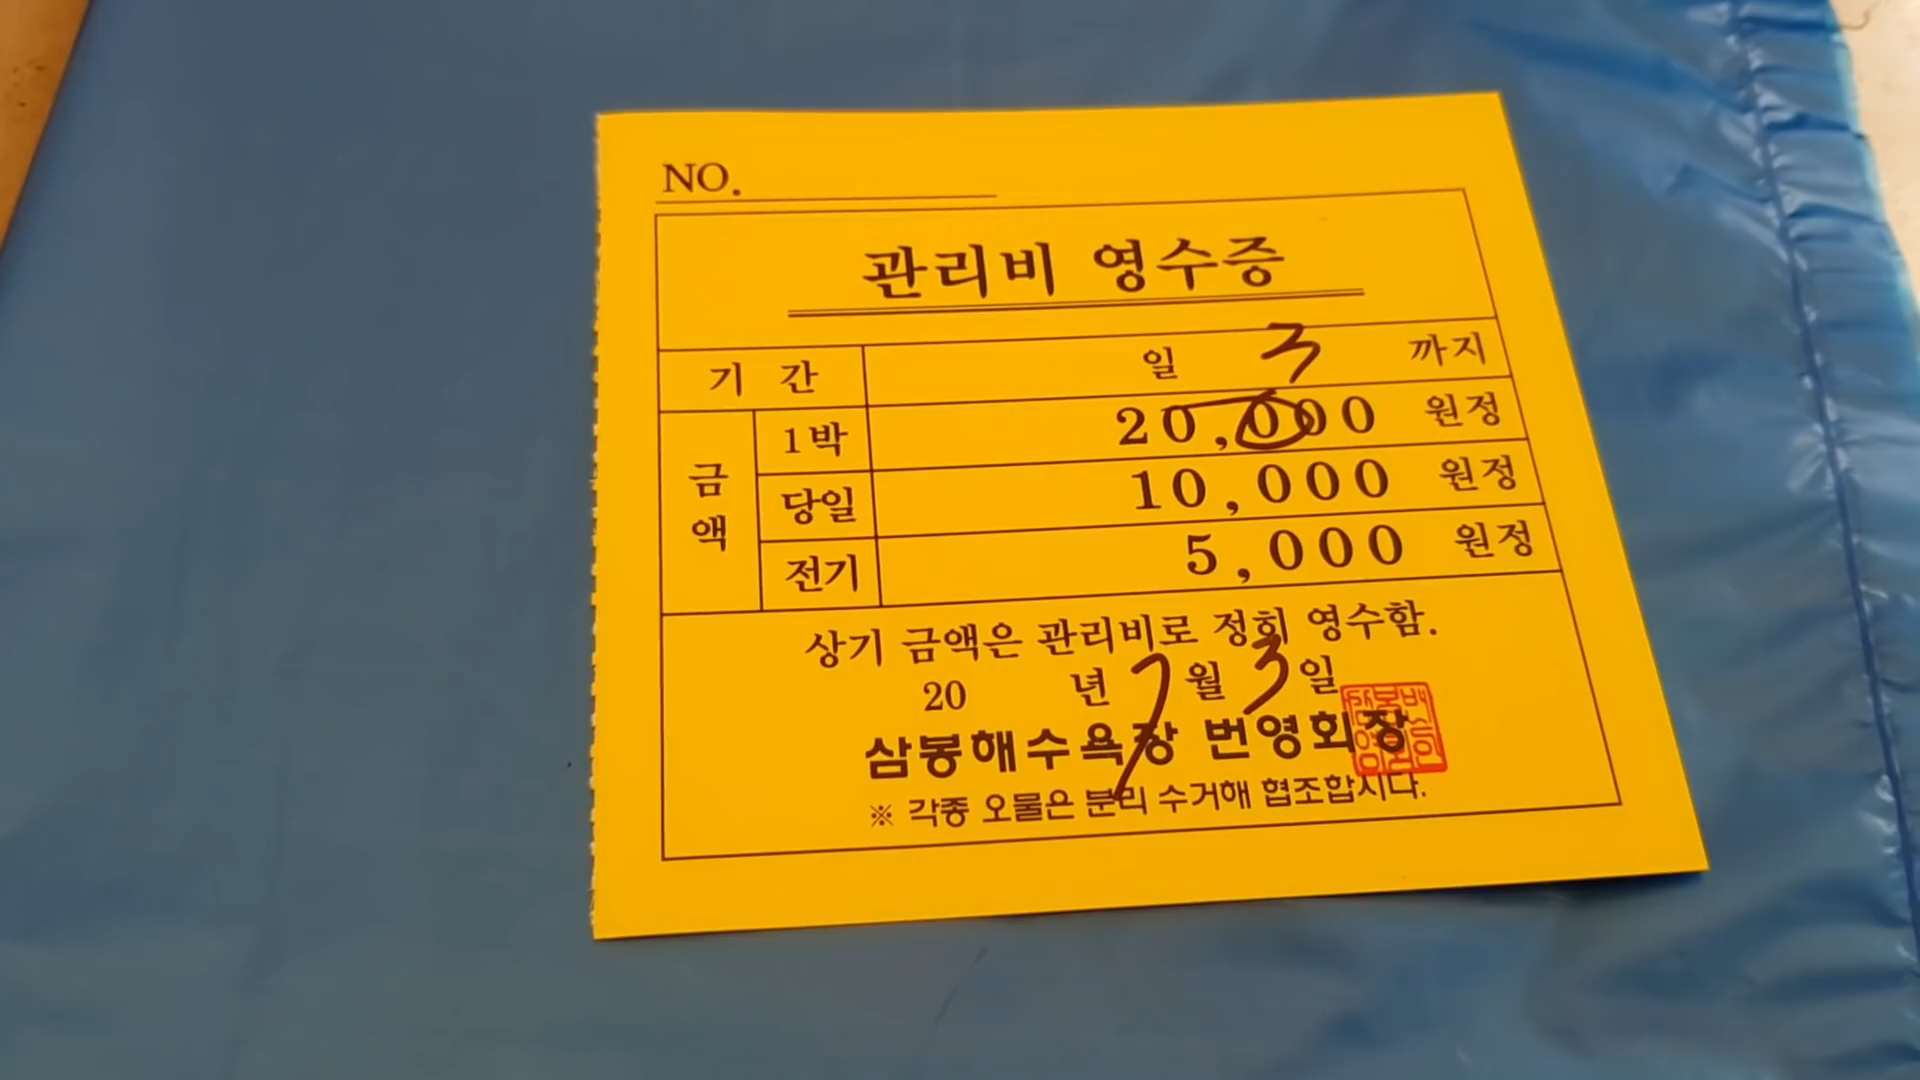 NO.
관리비 영수증
기 간 일 3 까지
금액
1박 20,000 원정
당일 10,000 원정
전기 5,000 원정
상기 금액은 관리비로 정히 영수함.
20 년 7 월 3 일
삼봉해수욕장 번영회장
※ 각종 오물은 분리 수거해 협조합시다.